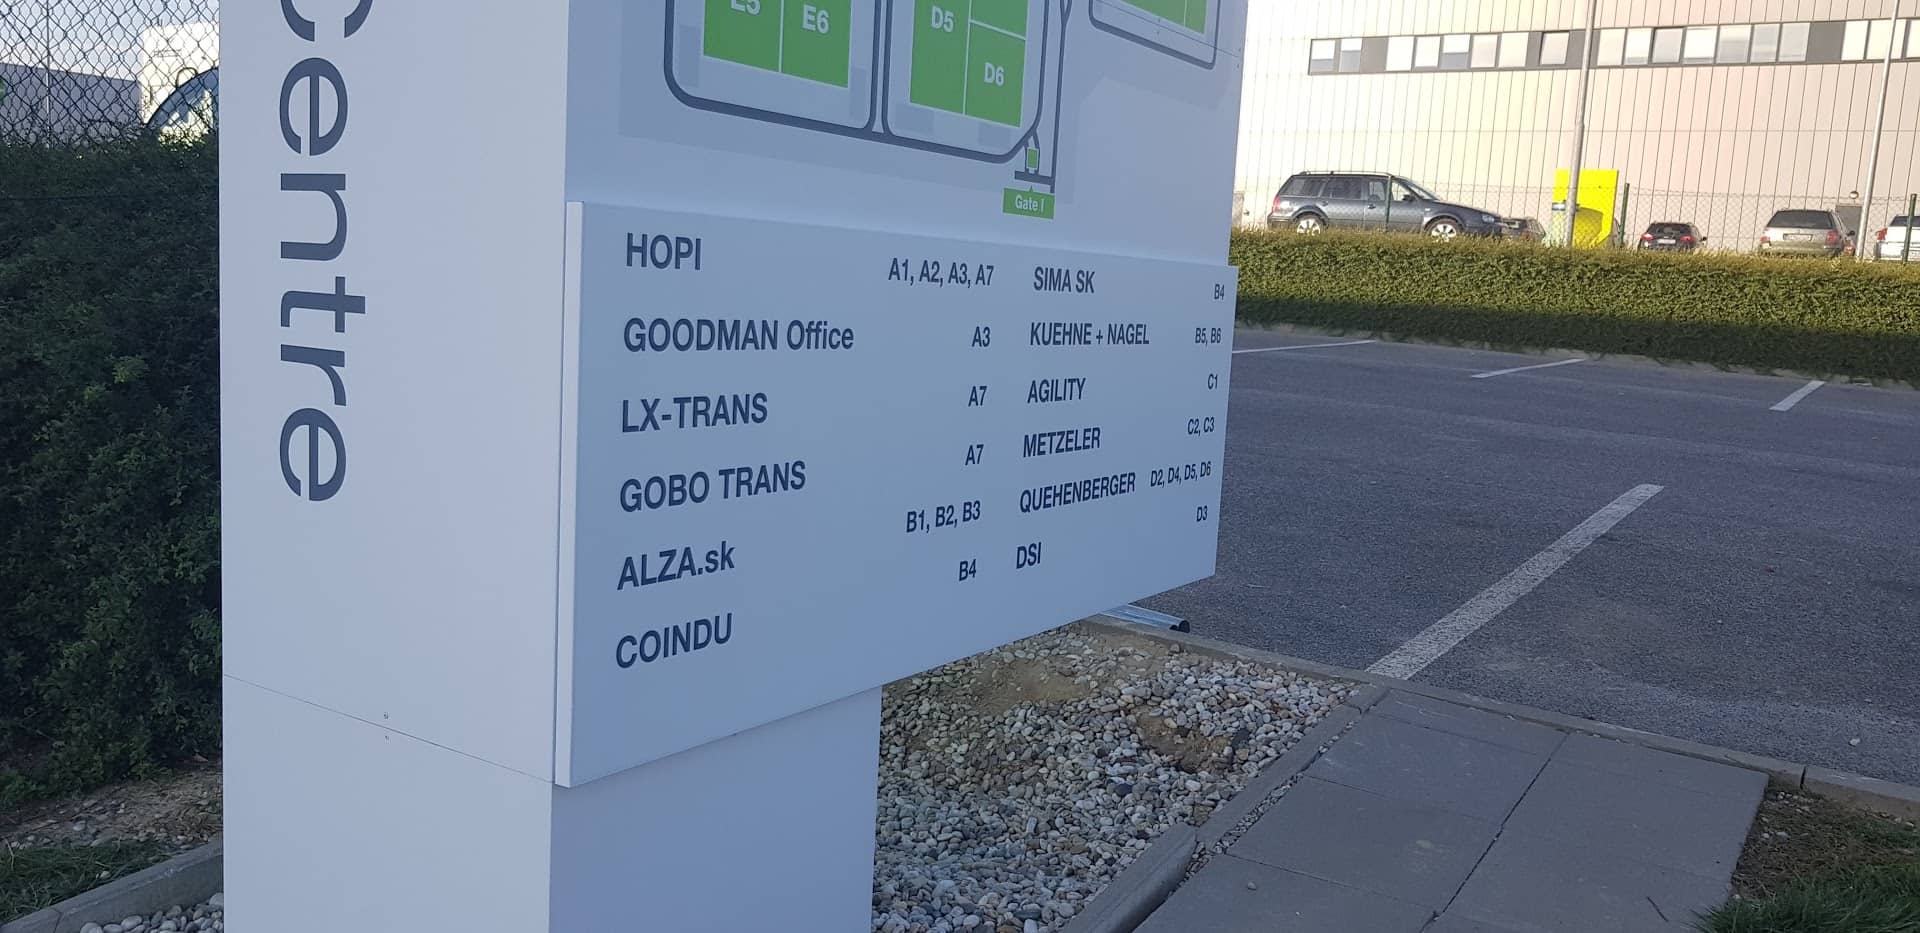 Centre
E5 E6
D5
D6
Gate I
HOPI A1, A2, A3, A7
GOODMAN Office A3
LX-TRANS A7
GOBO TRANS A7
ALZA.sk B1, B2, B3
COINDU B4
SIMA SK B4
KUEHNE + NAGEL B5, B6
AGILITY C1
METZELER C2, C3
QUEHENBERGER D2, D4, D5, D6
DSI D3